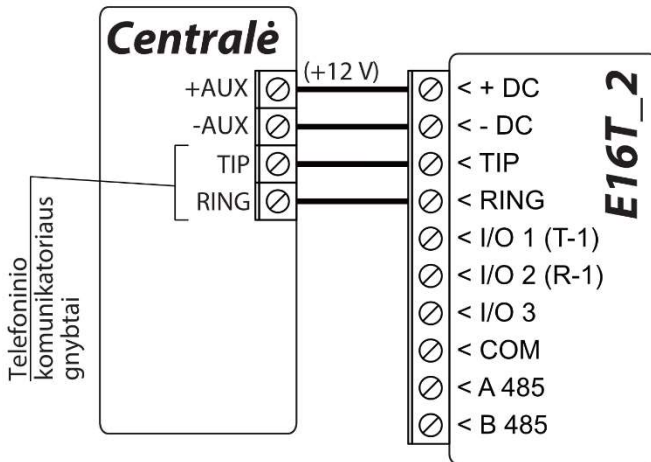 Centralė
+AUX
-AUX
TIP
RING
(+12 V)
Telefoninio
komunikatoriaus
gnybtai
< + DC
< - DC
< TIP
< RING
< I/O 1 (T-1)
< I/O 2 (R-1)
< I/O 3
< COM
< A 485
< B 485
E16T_2